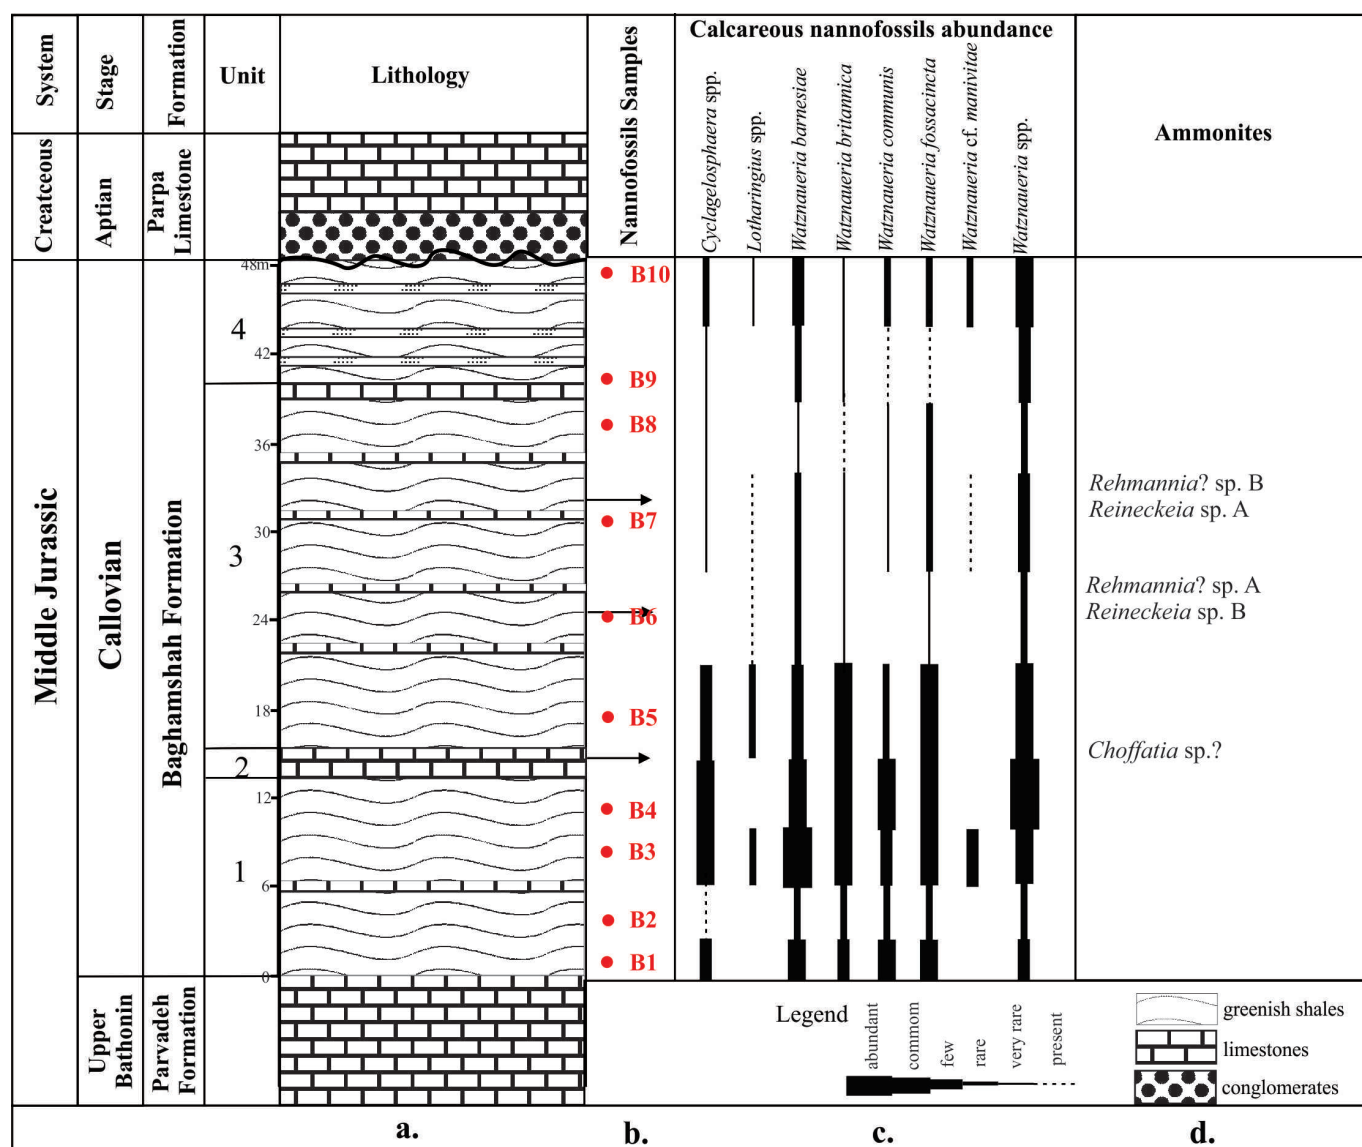 System
Stage
Formation
Unit
Lithology
Nannofossils Samples
Calcareous nannofossils abundance
Cyclagelosphaera spp.
Lotharingius spp.
Watznaueria barnesiae
Watznaueria britannica
Watznaueria communis
Watznaueria fossacincta
Watznaueria cf. manivitae
Watznaueria spp.
Ammonites
Creatceous
Aptian
Parpa
Limestone
Middle Jurassic
Callovian
Baghamshah Formation
48m
B10
4
42
B9
B8
36
Rehmannia? sp. B
Reineckeia sp. A
B7
30
3
Rehmannia? sp. A
Reineckeia sp. B
B6
24
18
B5
Choffatia sp.?
2
12
B4
B3
1
6
B2
B1
0
Upper
Bathonin
Parvadeh
Formation
Legend
abundant
commom
few
rare
very rare
present
greenish shales
limestones
conglomerates
a.
b.
c.
d.